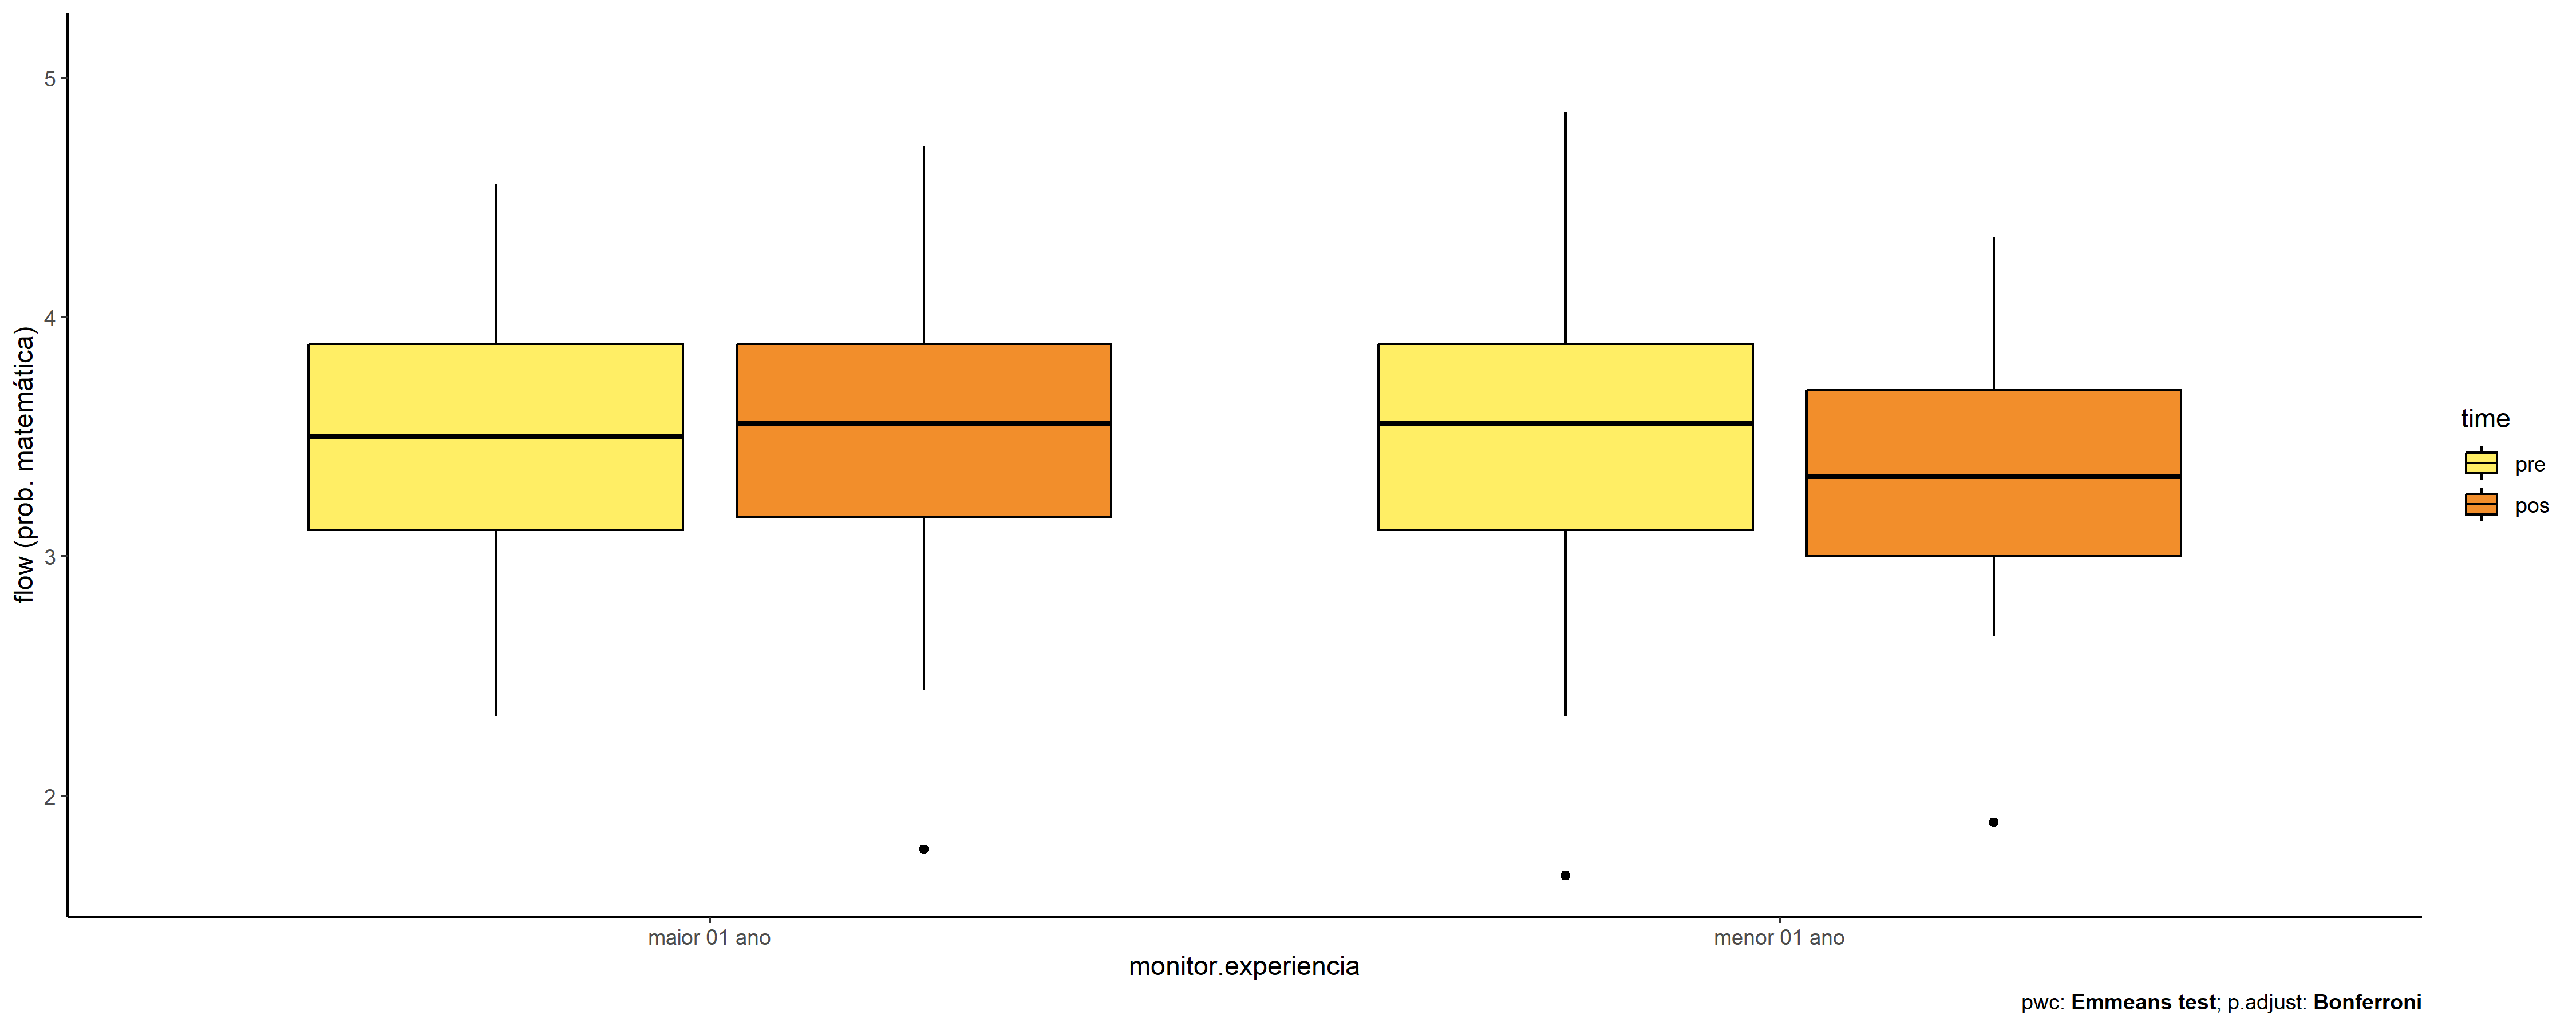 flow (prob. matemática)
5
4
3
2
maior 01 ano
menor 01 ano
monitor.experiencia
time
pre
pos
pwc: Emmeans test; p.adjust: Bonferroni